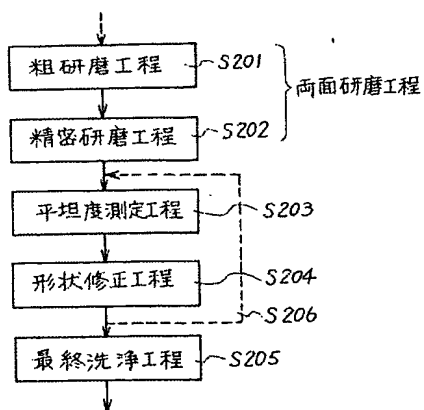 粗研磨工程 S201
両面研磨工程
精密研磨工程 S202
平坦度測定工程 S203
形状修正工程 S204
S206
最終洗浄工程 S205